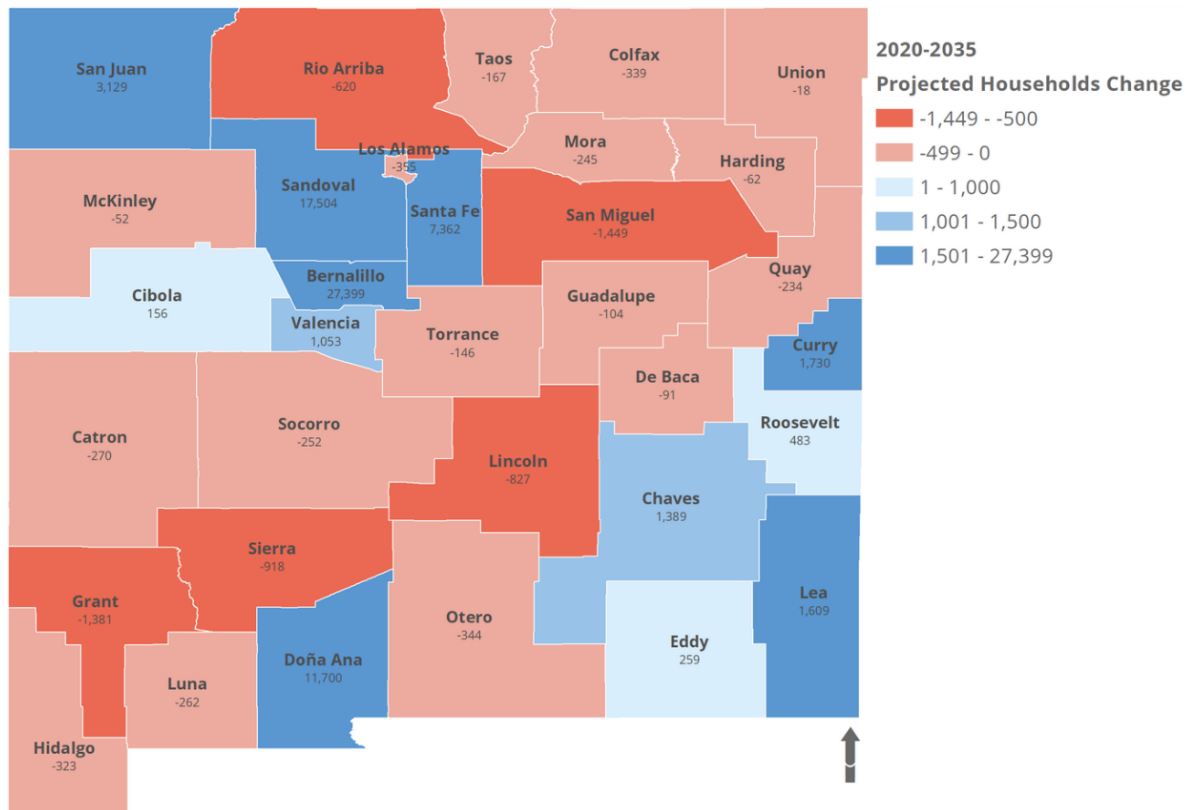 San Juan
3,129
Rio Arriba
-620
Taos
-167
Colfax
-339
Union
-18
Los Alamos
-355
Mora
-245
Harding
-62
McKinley
-52
Sandoval
17,504
Santa Fe
7,362
San Miguel
-1,449
Quay
-234
Cibola
156
Bernalillo
27,399
Valencia
1,053
Torrance
-146
Guadalupe
-104
Curry
1,730
De Baca
-91
Roosevelt
483
Catron
-270
Socorro
-252
Lincoln
-827
Chaves
1,389
Sierra
-918
Grant
-1,381
Otero
-344
Lea
1,609
Eddy
259
Doña Ana
11,700
Luna
-262
Hidalgo
-323
2020-2035
Projected Households Change
-1,449 - -500
-499 - 0
1 - 1,000
1,001 - 1,500
1,501 - 27,399